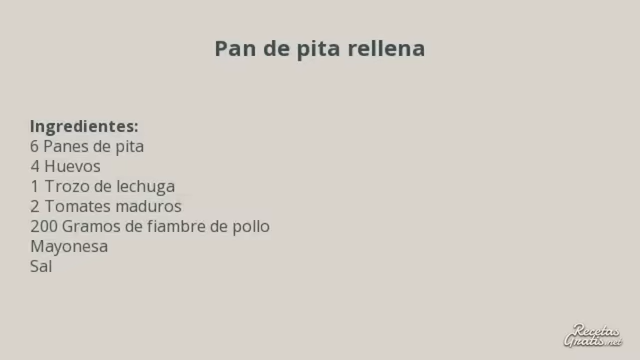 Pan de pita rellena
Ingredientes:
6 Panes de pita
4 Huevos
1 Trozo de lechuga
2 Tomates maduros
200 Gramos de fiambre de pollo
Mayonesa
Sal
Recetas
Gratis.net